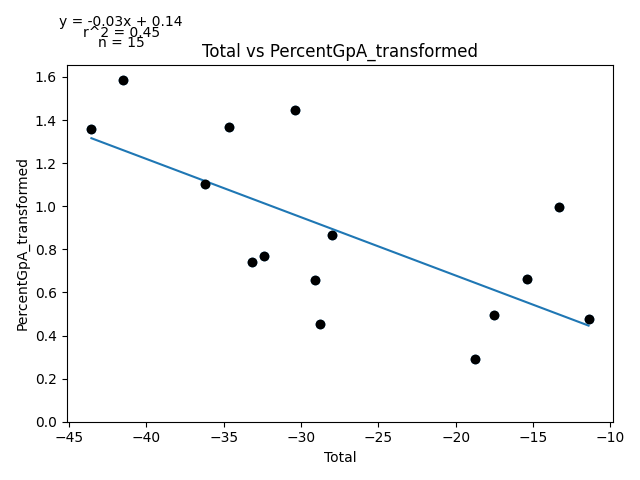 y = -0.03x + 0.14
r^2 = 0.45
n = 15
Total vs PercentGpA_transformed
1.6
1.4
1.2
1.0
0.8
0.6
0.4
0.2
0.0
PercentGpA_transformed
−45 −40 −35 −30 −25 −20 −15 −10
Total